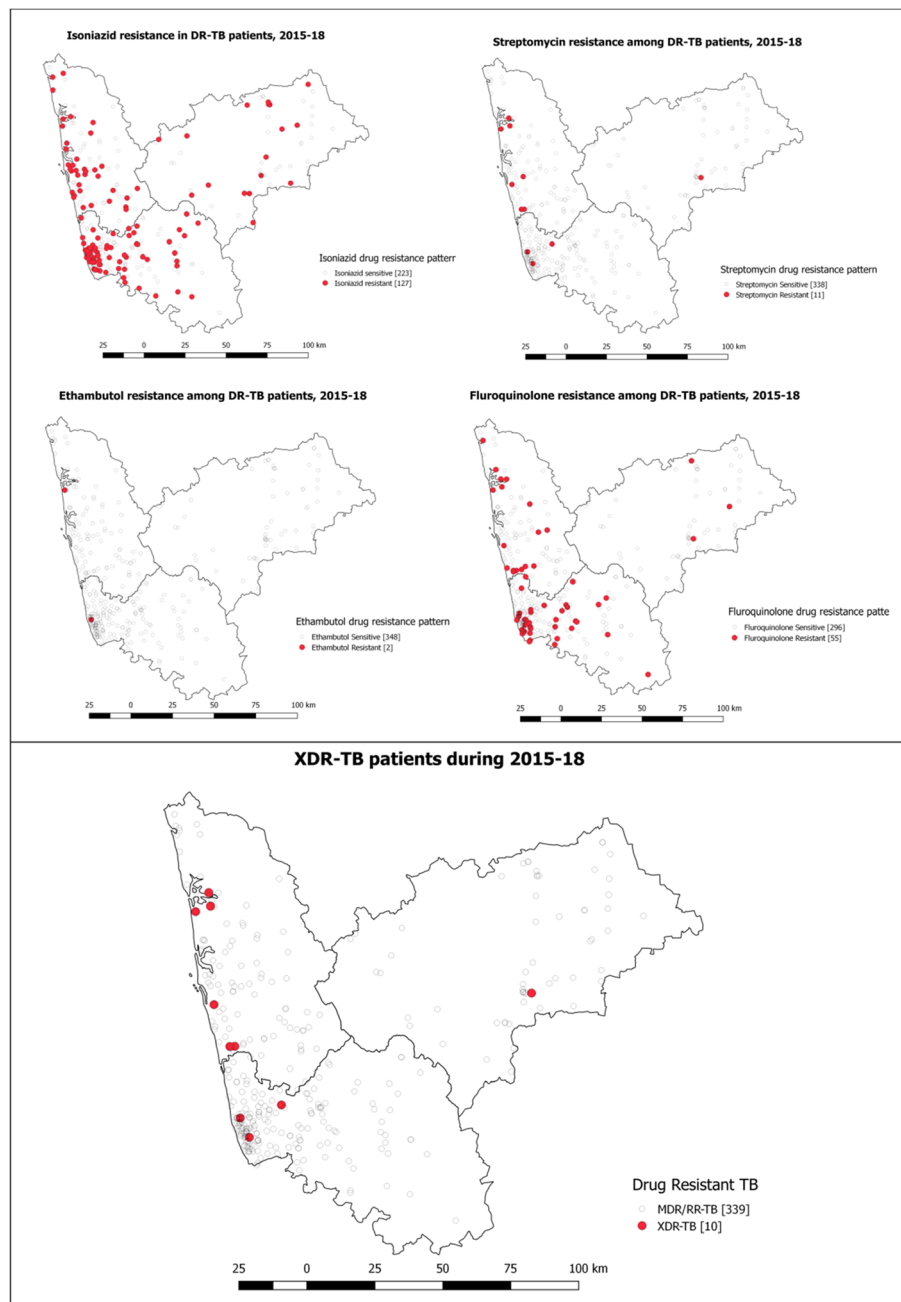 Isoniazid resistance in DR-TB patients, 2015-18
Isoniazid drug resistance pattern
Isoniazid sensitive [223]
Isoniazid resistant [127]
25 0 25 50 75 100 km
Streptomycin resistance among DR-TB patients, 2015-18
Streptomycin drug resistance pattern
Streptomycin Sensitive [338]
Streptomycin Resistant [11]
25 0 25 50 75 100 km
Ethambutol resistance among DR-TB patients, 2015-18
Ethambutol drug resistance pattern
Ethambutol Sensitive [348]
Ethambutol Resistant [2]
25 0 25 50 75 100 km
Fluroquinolone resistance among DR-TB patients, 2015-18
Fluroquinolone drug resistance patte
Fluroquinolone Sensitive [296]
Fluroquinolone Resistant [55]
25 0 25 50 75 100 km
XDR-TB patients during 2015-18
Drug Resistant TB
MDR/RR-TB [339]
XDR-TB [10]
25 0 25 50 75 100 km